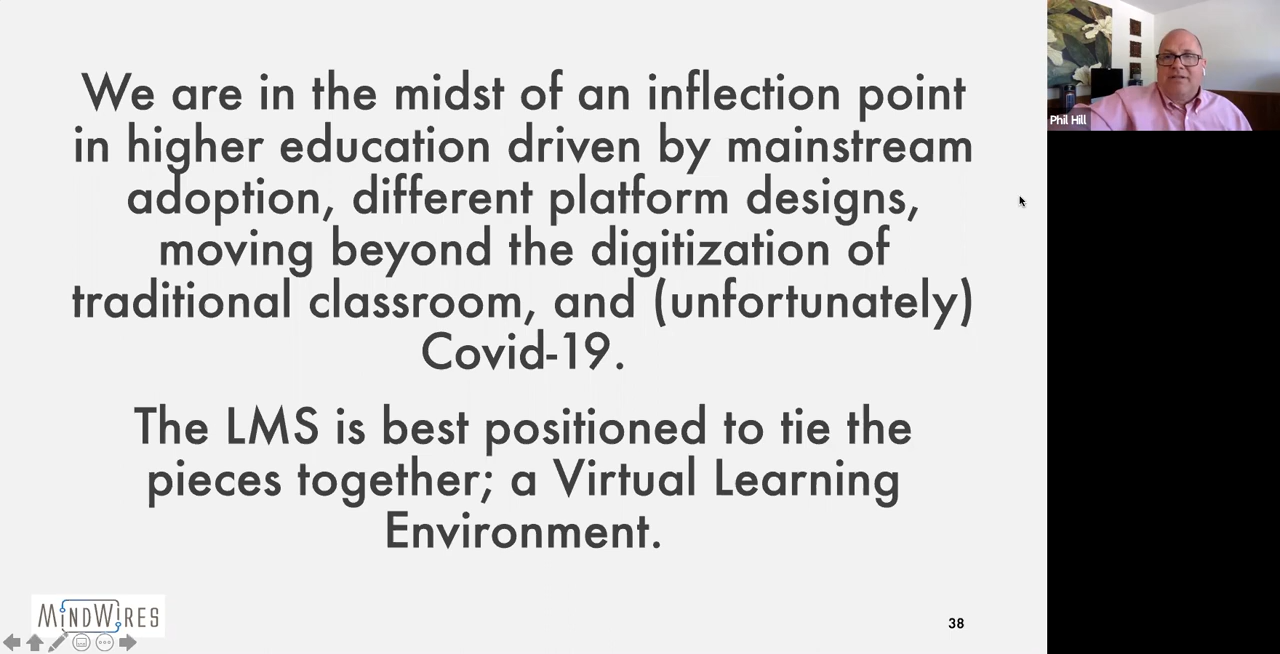 We are in the midst of an inflection point
in higher education driven by mainstream
adoption, different platform designs,
moving beyond the digitization of
traditional classroom, and (unfortunately)
Covid-19.
The LMS is best positioned to tie the
pieces together; a Virtual Learning
Environment.
MINDWIRES
38
Phil Hill